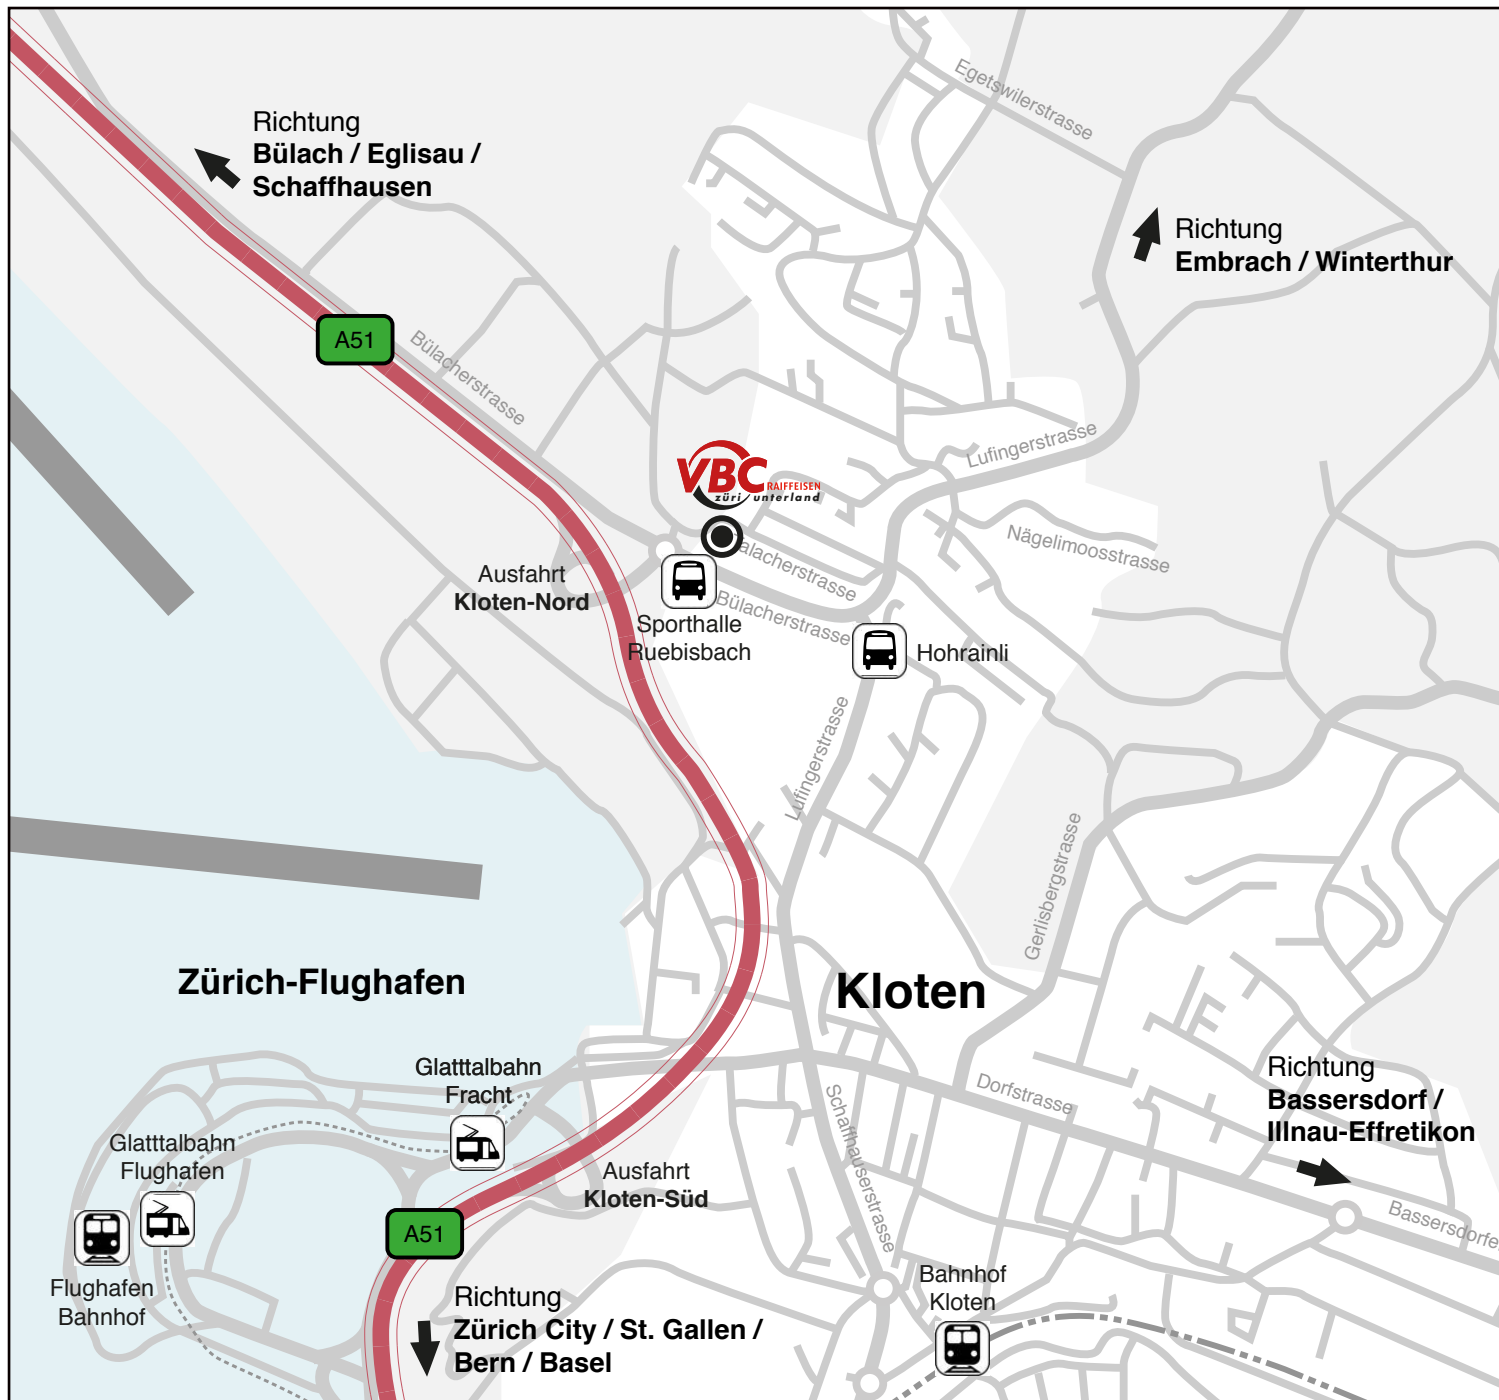 Egetswilerstrasse
Richtung
Bülach / Eglisau /
Schaffhausen
Richtung
Embrach / Winterthur
A51
Bülacherstrasse
Lufingerstrasse
VBC
RAIFFEISEN
züri unterland
Nägelimoosstrasse
alacherstrasse
Ausfahrt
Kloten-Nord
Bülacherstrasse
Sporthalle
Ruebisbach
Hohrainli
Lufingerstrasse
Gerlisbergstrasse
Zürich-Flughafen
Kloten
Glatttalbahn
Fracht
Dorfstrasse
Richtung
Bassersdorf /
Illnau-Effretikon
Glatttalbahn
Flughafen
Schaffhauserstrasse
Ausfahrt
Kloten-Süd
A51
Bassersdorfe
Flughafen
Bahnhof
Bahnhof
Kloten
Richtung
Zürich City / St. Gallen /
Bern / Basel